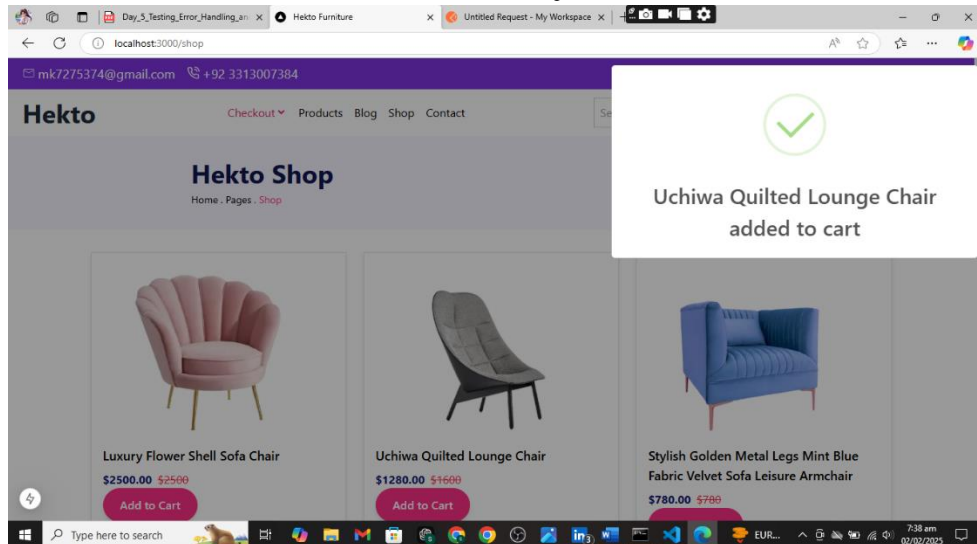 Day_5_Testing_Error_Handling_an
Hekto Furniture
Untitled Request - My Workspace
localhost:3000/shop
mk7275374@gmail.com +92 3313007384
Hekto
Checkout Products Blog Shop Contact
Se
Hekto Shop
Home . Pages . Shop
Uchiwa Quilted Lounge Chair
added to cart
Luxury Flower Shell Sofa Chair
$2500.00 $2500
Add to Cart
Uchiwa Quilted Lounge Chair
$1280.00 $1600
Add to Cart
Stylish Golden Metal Legs Mint Blue
Fabric Velvet Sofa Leisure Armchair
$780.00 $780
Type here to search
EUR...
7:38 am
02/02/2025